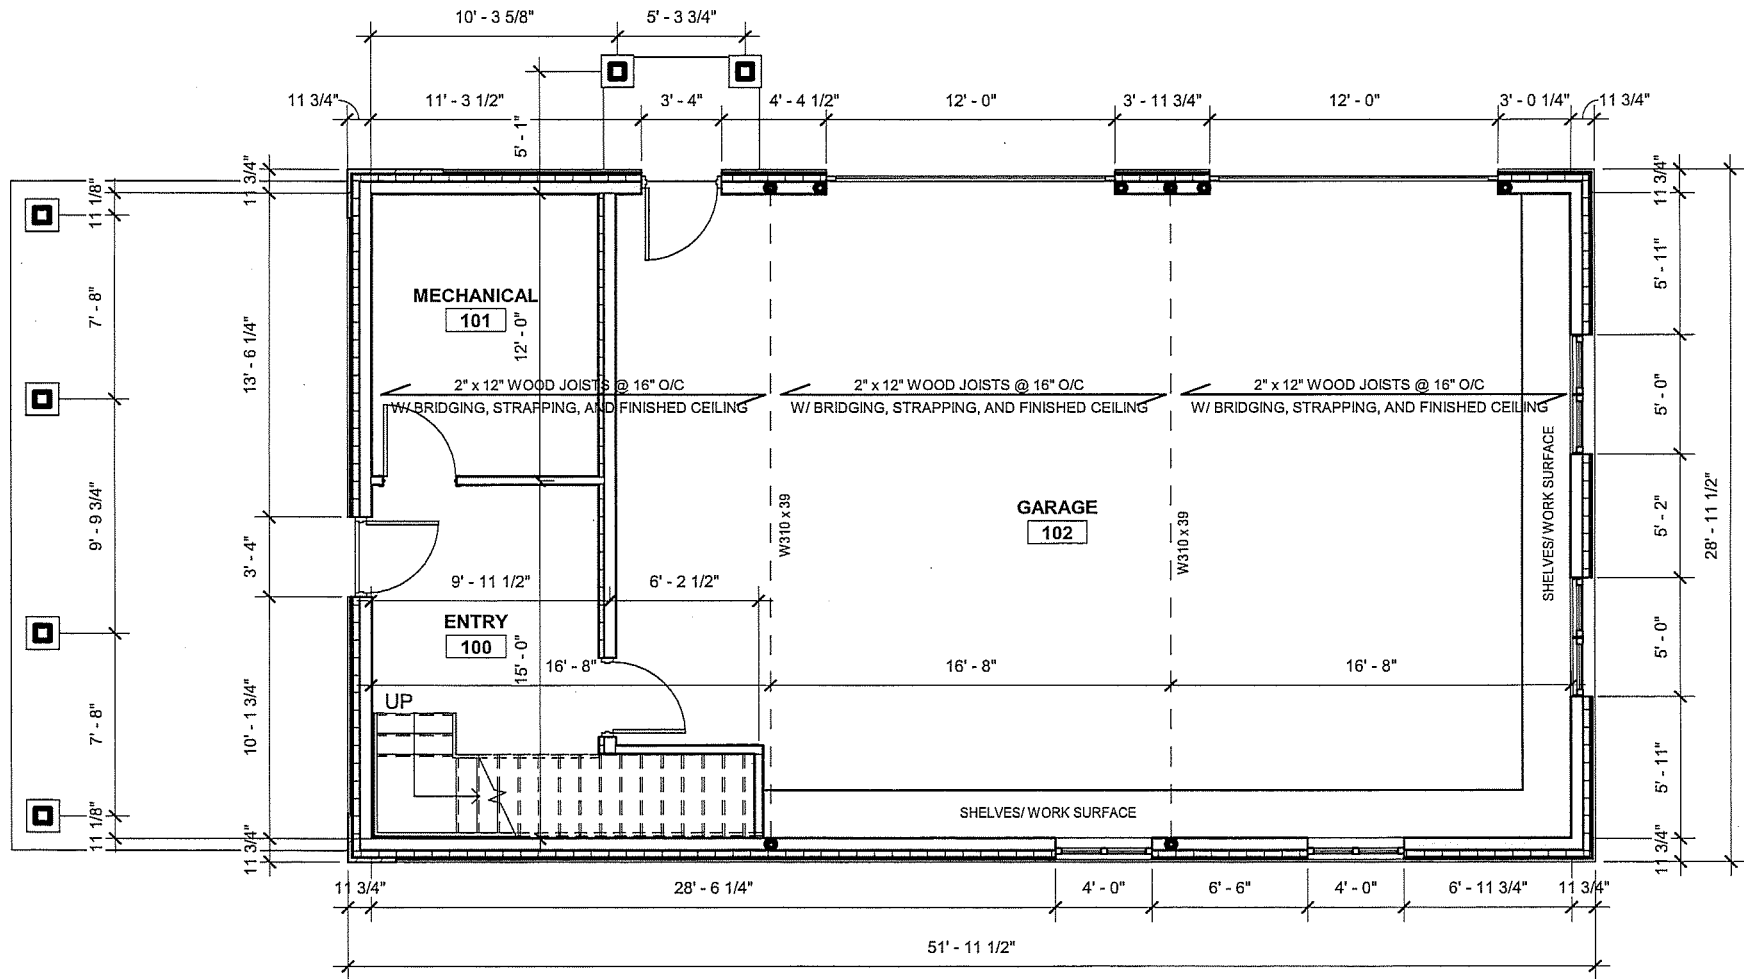 10' - 3 5/8"
5' - 3 3/4"
11 3/4"
11' - 3 1/2"
3' - 4"
4' - 4 1/2"
12' - 0"
3' - 11 3/4"
12' - 0"
3' - 0 1/4"
11 3/4"
5' - 1"
11 3/4"
11 1/8"
11 3/4"
7' - 8"
13' - 6 1/4"
MECHANICAL
101
12' - 0"
5' - 11"
2" x 12" WOOD JOISTS @ 16" O/C
W/ BRIDGING, STRAPPING, AND FINISHED CEILING
2" x 12" WOOD JOISTS @ 16" O/C
W/ BRIDGING, STRAPPING, AND FINISHED CEILING
2" x 12" WOOD JOISTS @ 16" O/C
W/ BRIDGING, STRAPPING, AND FINISHED CEILING
5' - 0"
9' - 9 3/4"
3' - 4"
W310 x 39
GARAGE
102
W310 x 39
SHELVES/ WORK SURFACE
5' - 2"
28' - 11 1/2"
9' - 11 1/2"
6' - 2 1/2"
ENTRY
100
15' - 0"
16' - 8"
16' - 8"
16' - 8"
5' - 0"
UP
7' - 8"
10' - 1 3/4"
5' - 11"
SHELVES/ WORK SURFACE
11 1/8"
11 3/4"
11 3/4"
11 3/4"
28' - 6 1/4"
4' - 0"
6' - 6"
4' - 0"
6' - 11 3/4"
11 3/4"
51' - 11 1/2"